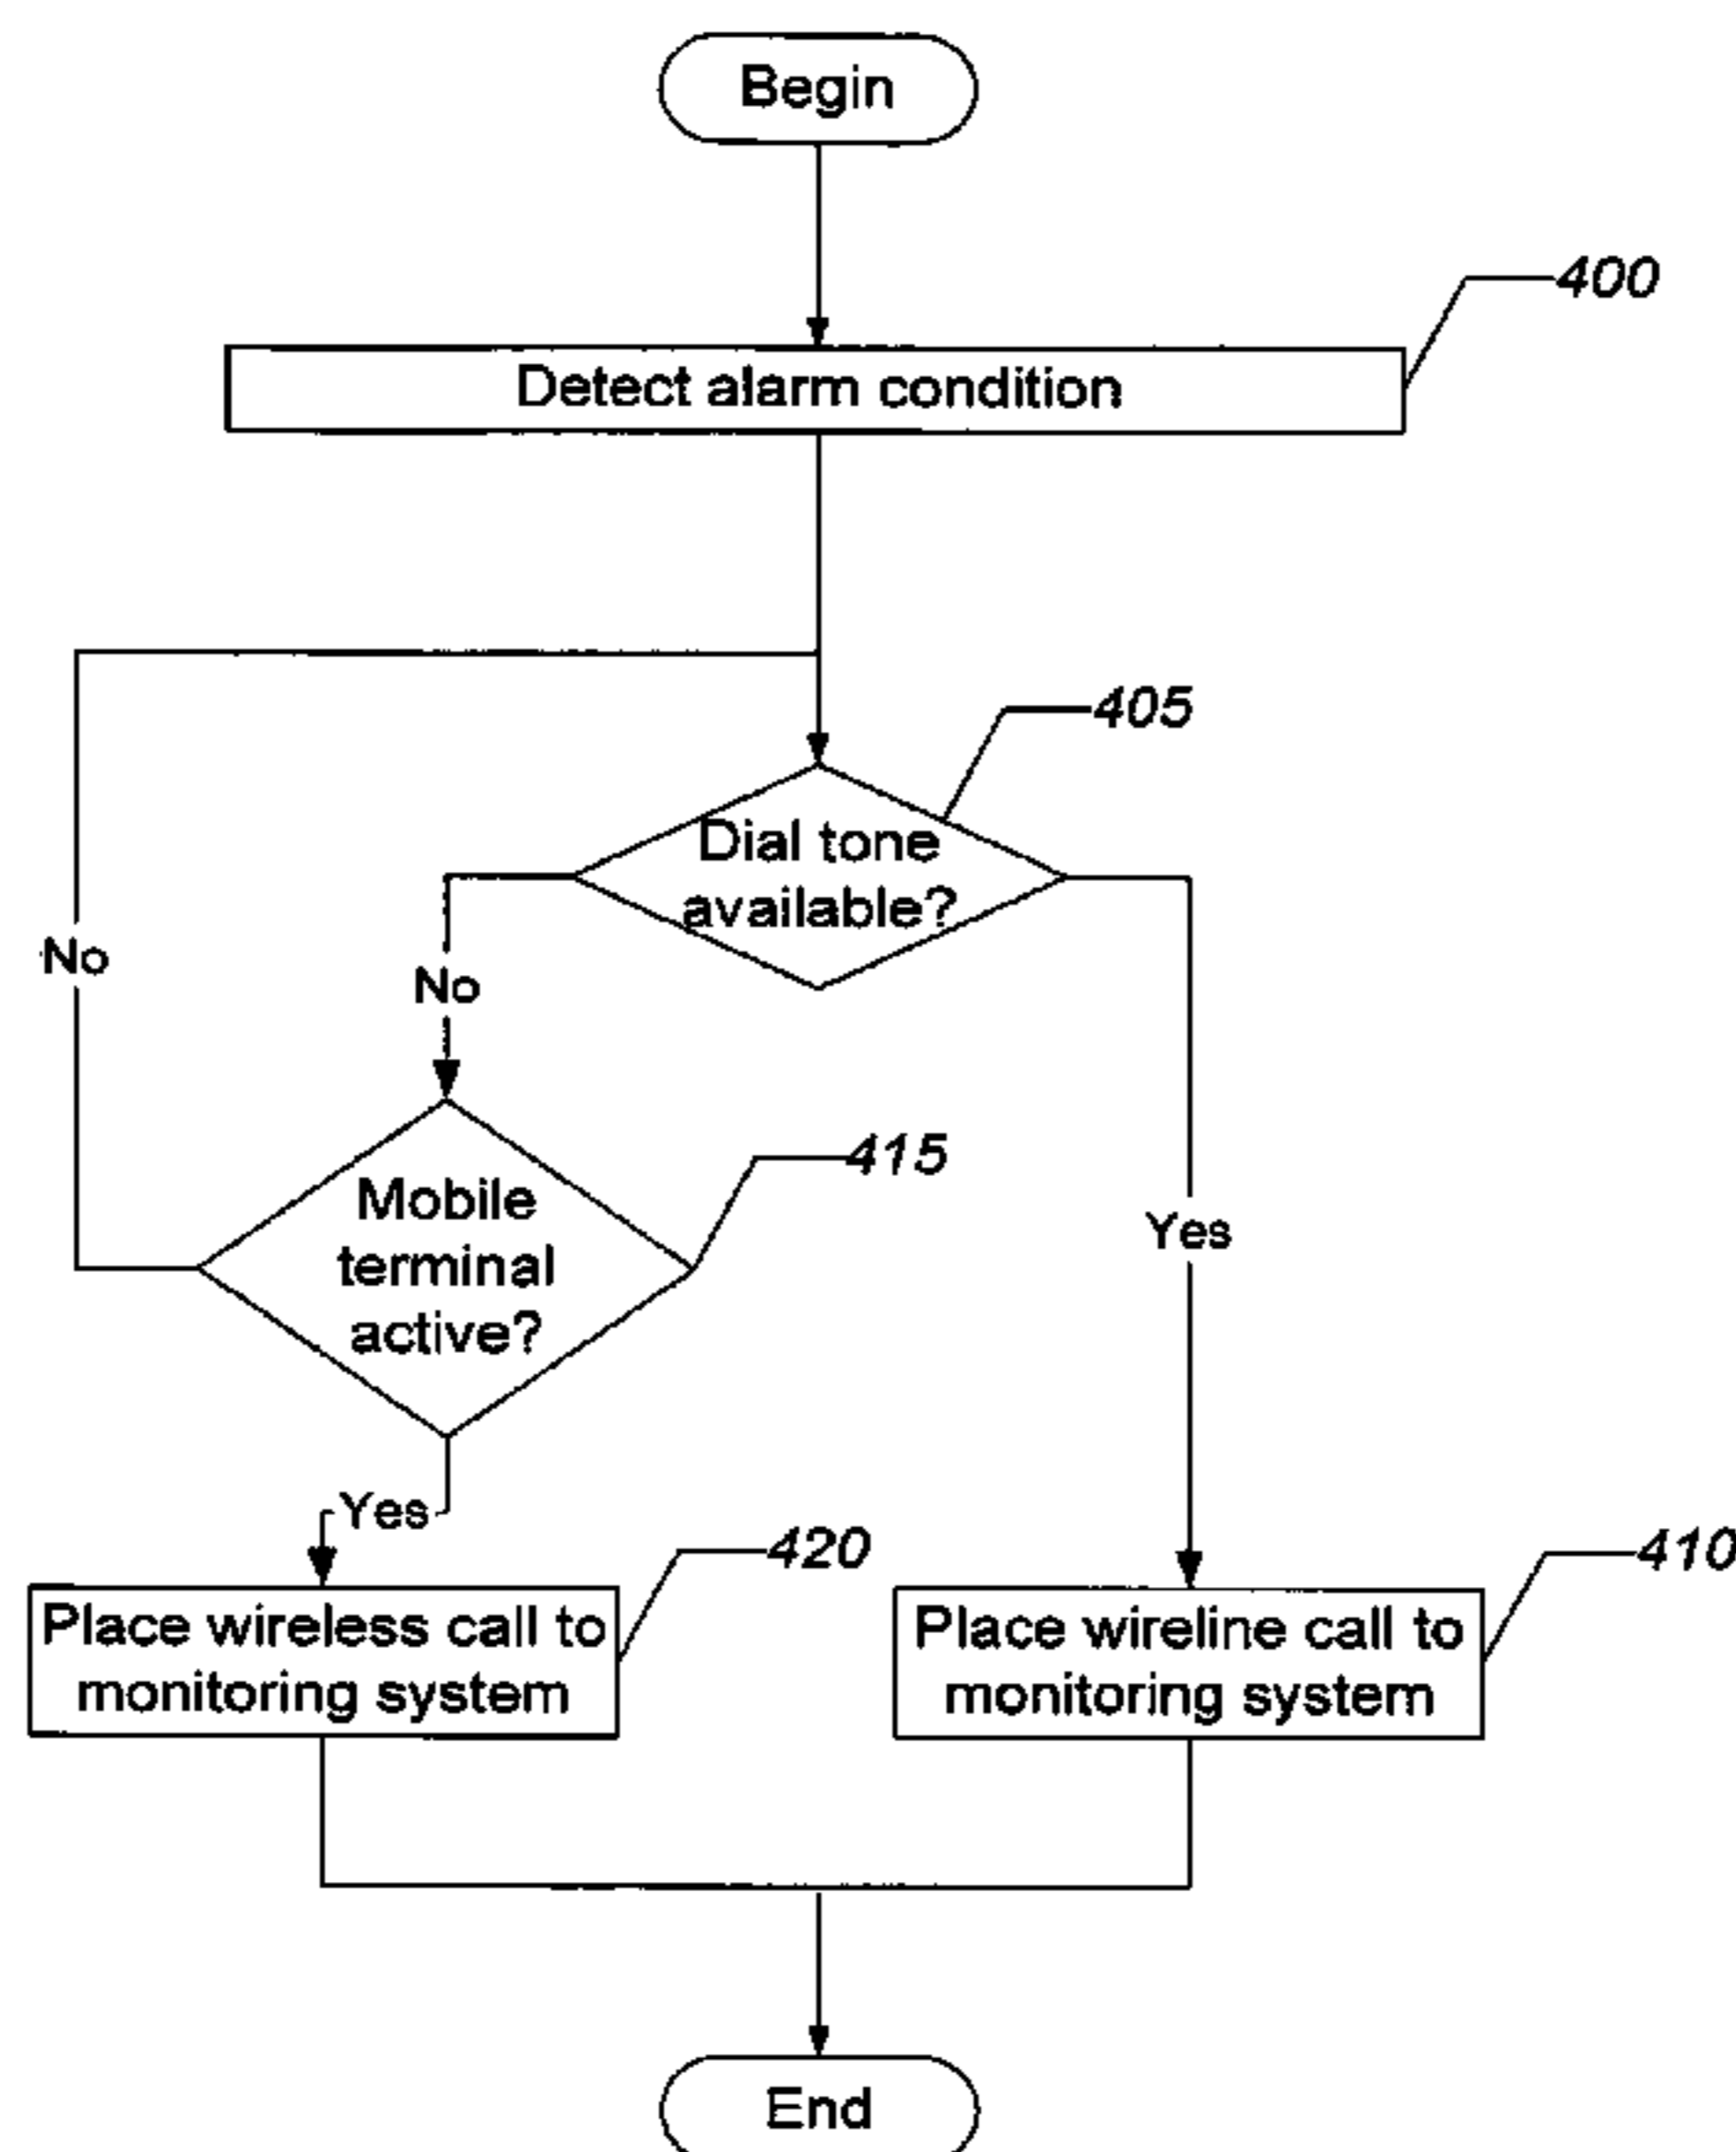 Begin
400
Detect alarm condition
405
Dial tone
available?
No
No
415
Mobile
terminal
active?
Yes
Yes
420
410
Place wireless call to
monitoring system
Place wireline call to
monitoring system
End